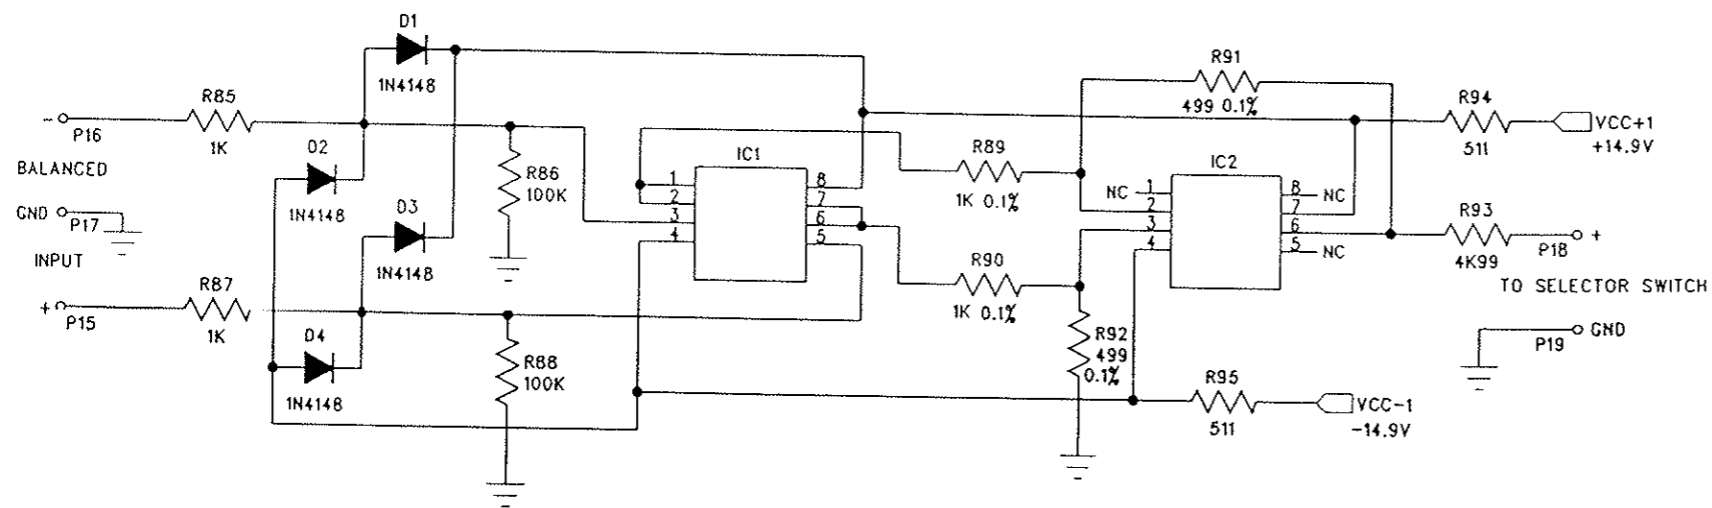 D1
1N4148
R85
1K
− P16
BALANCED
GND P17
INPUT
+ P15
R87
1K
D2
1N4148
D3
1N4148
D4
1N4148
R86
100K
R88
100K
IC1
1
2
3
4
8
7
6
5
R89
1K 0.1%
R90
1K 0.1%
R91
499 0.1%
R92
499
0.1%
IC2
NC 1
2
3
4
8 NC
7
6
5 NC
R94
511
VCC+1
+14.9V
R93
4K99
P18 +
TO SELECTOR SWITCH
P19 GND
R95
511
VCC-1
-14.9V